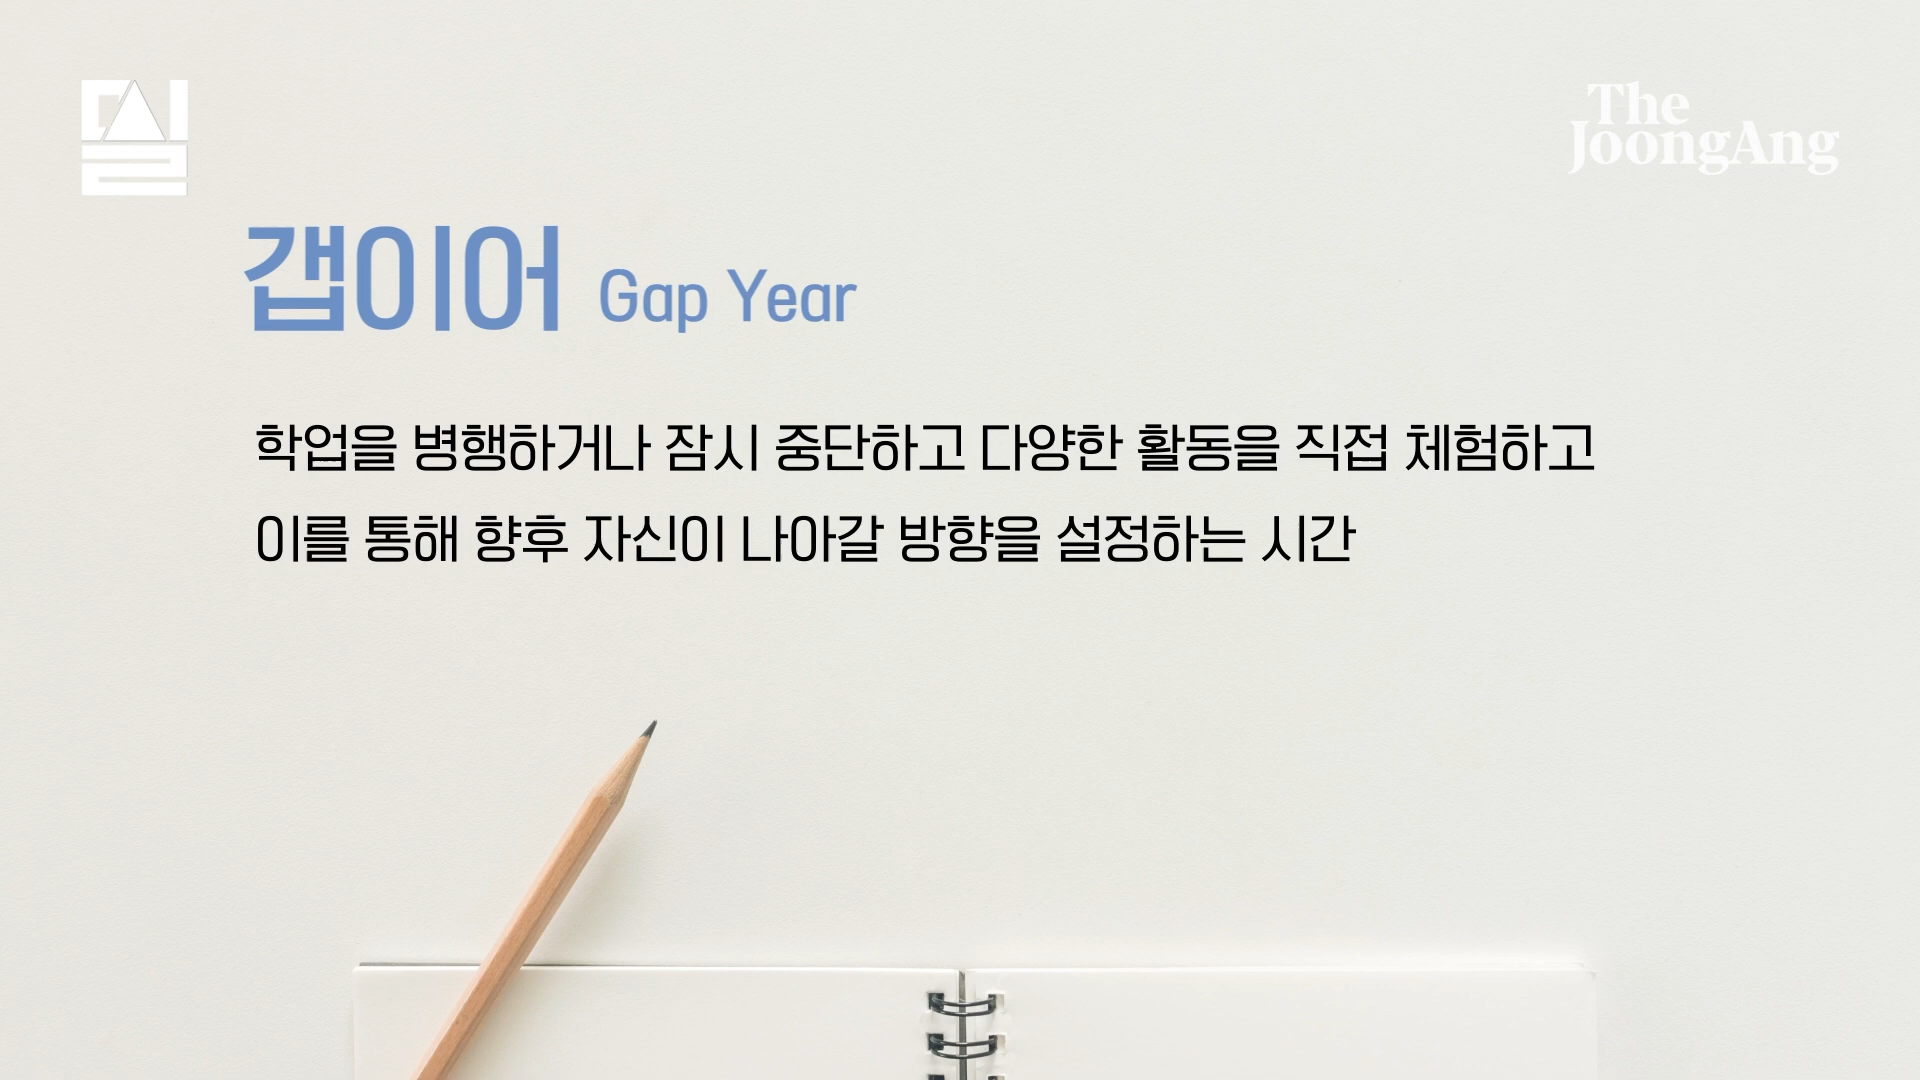 밀실
The
JoongAng
갭이어 Gap Year
학업을 병행하거나 잠시 중단하고 다양한 활동을 직접 체험하고
이를 통해 향후 자신이 나아갈 방향을 설정하는 시간